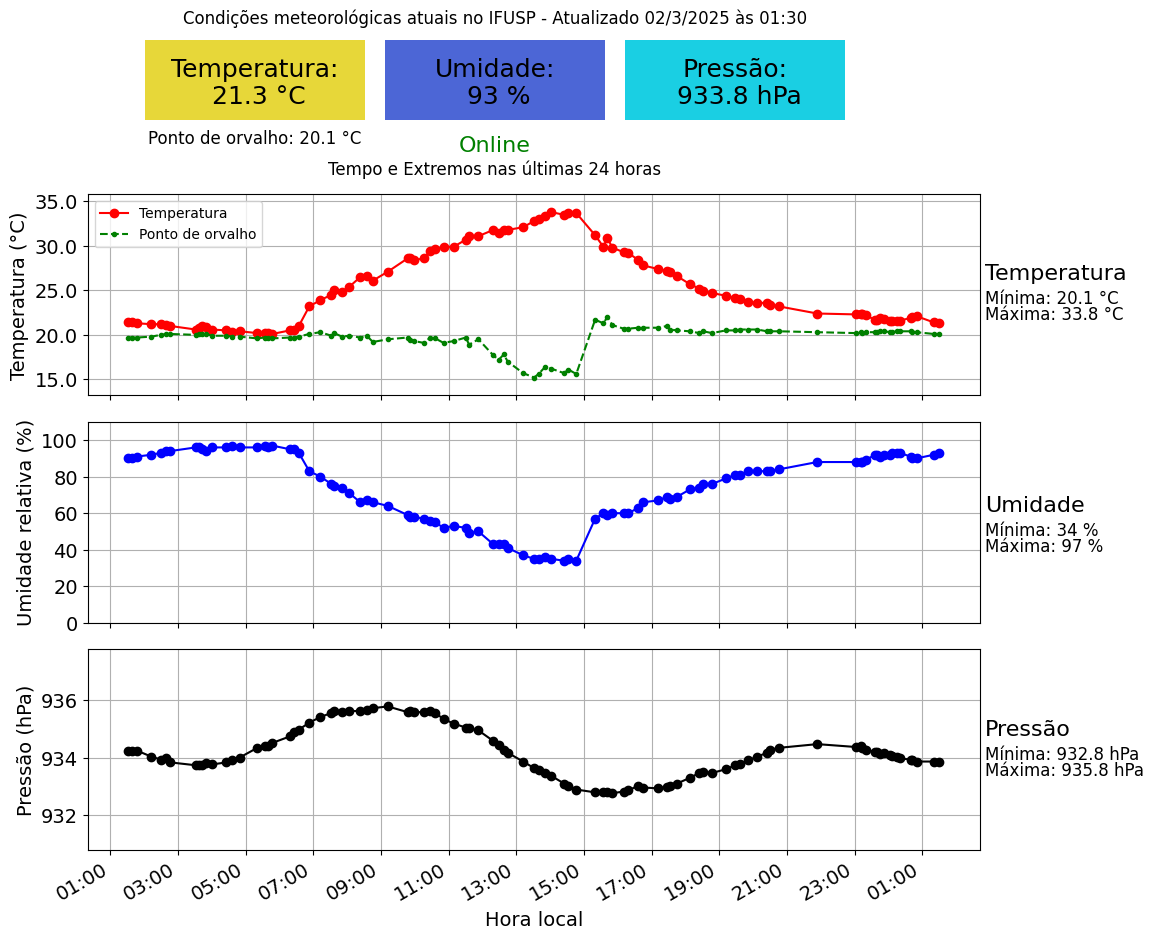 Condições meteorológicas atuais no IFUSP - Atualizado 02/3/2025 às 01:30
Temperatura:
21.3 °C
Umidade:
93 %
Pressão:
933.8 hPa
Ponto de orvalho: 20.1 °C
Online
Tempo e Extremos nas últimas 24 horas
Temperatura (°C)
35.0
30.0
25.0
20.0
15.0
Temperatura
Ponto de orvalho
Temperatura
Mínima: 20.1 °C
Máxima: 33.8 °C
Umidade relativa (%)
100
80
60
40
20
0
Umidade
Mínima: 34 %
Máxima: 97 %
Pressão (hPa)
936
934
932
Pressão
Mínima: 932.8 hPa
Máxima: 935.8 hPa
01:00 03:00 05:00 07:00 09:00 11:00 13:00 15:00 17:00 19:00 21:00 23:00 01:00
Hora local